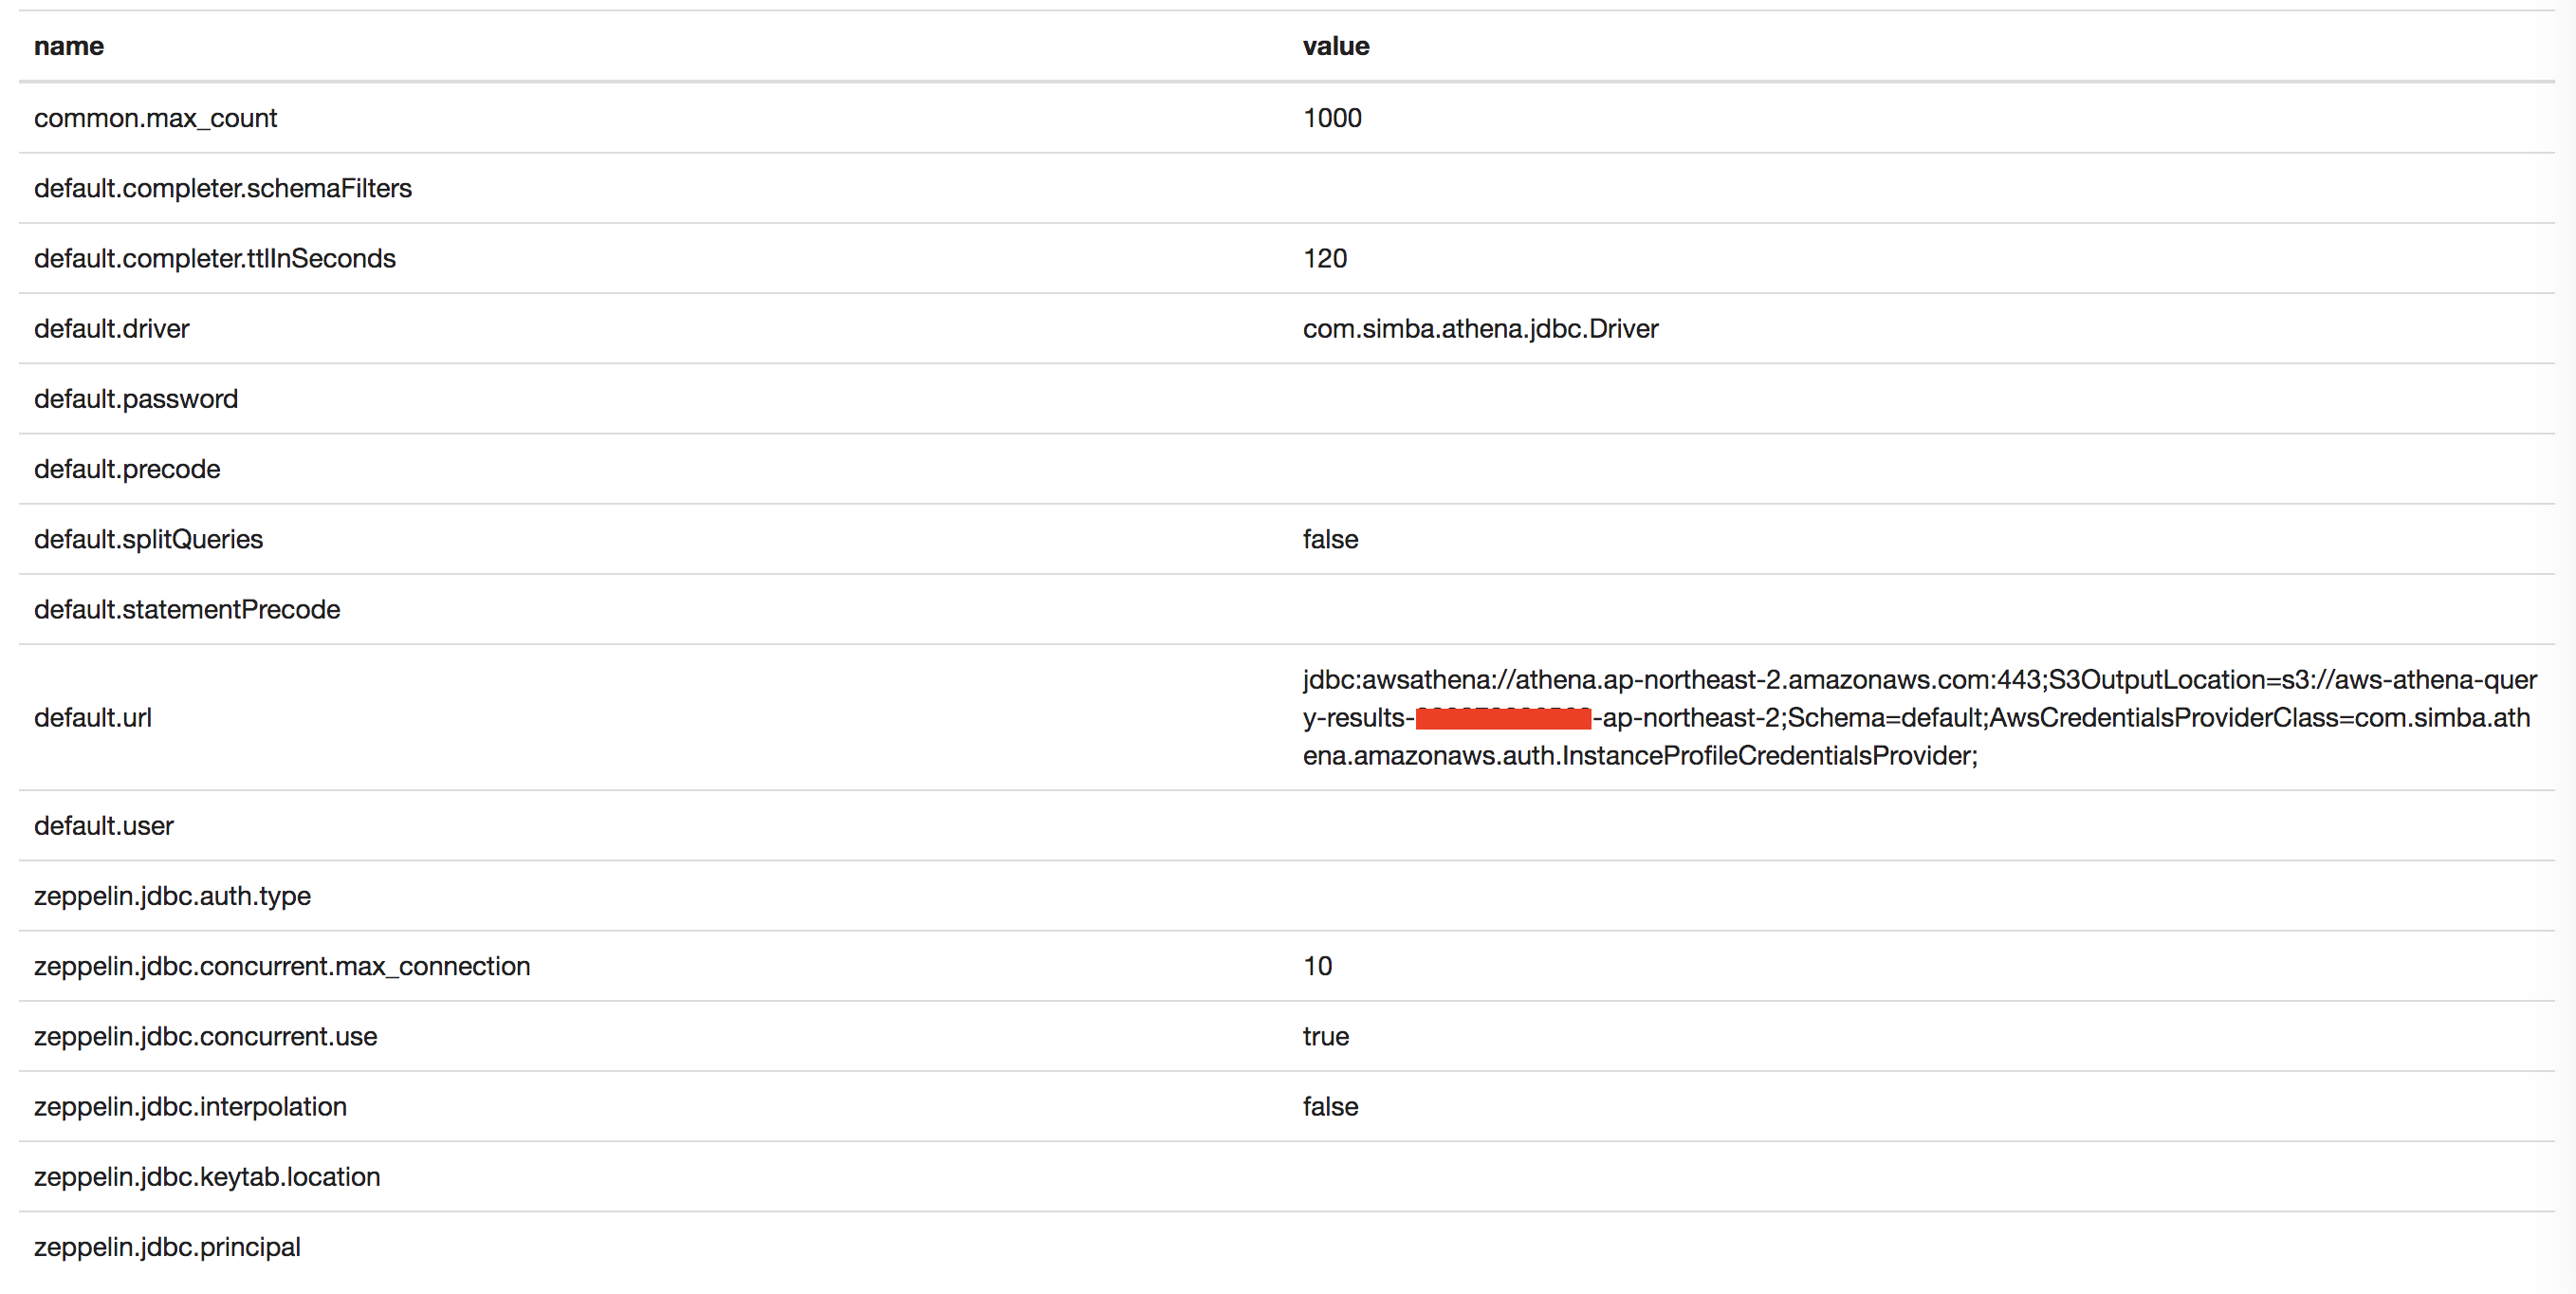 name value
common.max_count 1000
default.completer.schemaFilters
default.completer.ttlInSeconds 120
default.driver com.simba.athena.jdbc.Driver
default.password
default.precode
default.splitQueries false
default.statementPrecode
default.url
jdbc:awsathena://athena.ap-northeast-2.amazonaws.com:443;S3OutputLocation=s3://aws-athena-quer
y-results- -ap-northeast-2;Schema=default;AwsCredentialsProviderClass=com.simba.ath
ena.amazonaws.auth.InstanceProfileCredentialsProvider;
default.user
zeppelin.jdbc.auth.type
zeppelin.jdbc.concurrent.max_connection 10
zeppelin.jdbc.concurrent.use true
zeppelin.jdbc.interpolation false
zeppelin.jdbc.keytab.location
zeppelin.jdbc.principal